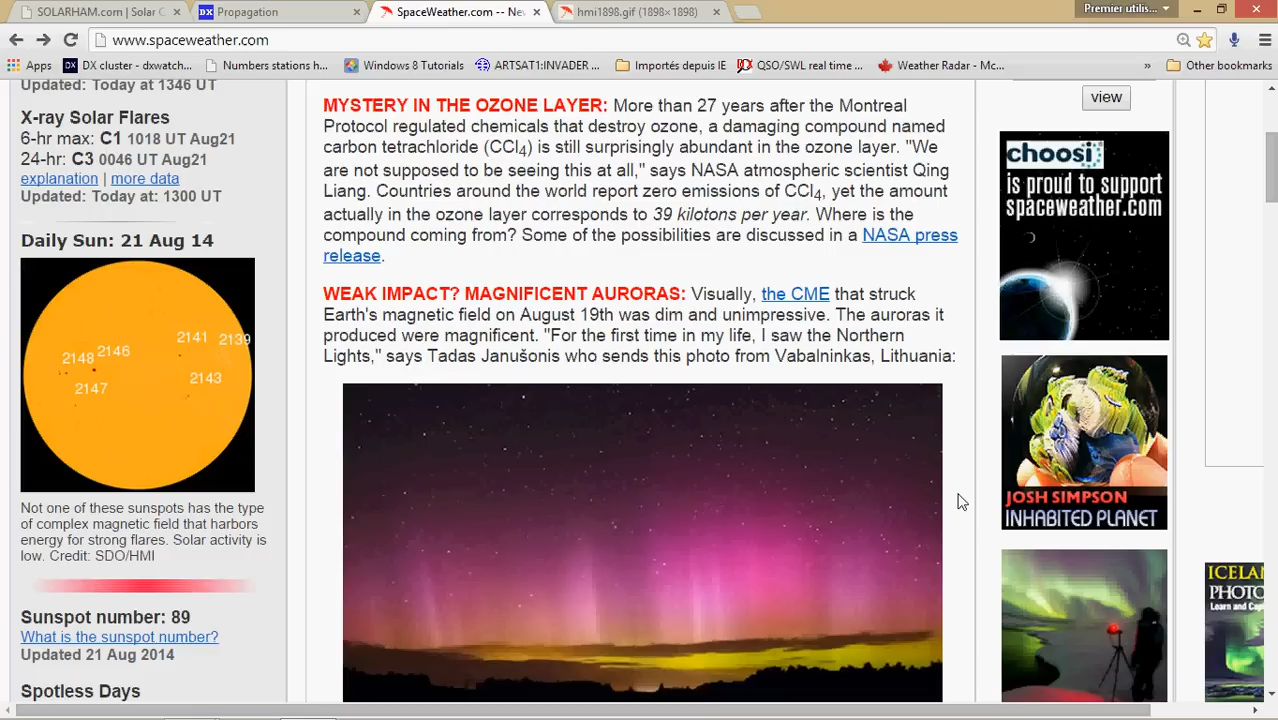 SOLARHAM.com | Solar C
Propagation
SpaceWeather.com -- Nev
hmi1898.gif (1898×1898)
Premier utilis...
www.spaceweather.com
Apps
DX cluster - dxwatch...
Numbers stations h...
Windows 8 Tutorials
ARTSAT1:INVADER ...
Importés depuis IE
QSO/SWL real time ...
Weather Radar - Mc...
»
Other bookmarks
Updated: Today at 1346 UT
X-ray Solar Flares
6-hr max: C1 1018 UT Aug21
24-hr: C3 0046 UT Aug21
explanation | more data
Updated: Today at: 1300 UT
Daily Sun: 21 Aug 14
2141
2139
2148
2146
2143
2147
Not one of these sunspots has the type
of complex magnetic field that harbors
energy for strong flares. Solar activity is
low. Credit: SDO/HMI
Sunspot number: 89
What is the sunspot number?
Updated 21 Aug 2014
Spotless Days
MYSTERY IN THE OZONE LAYER: More than 27 years after the Montreal
Protocol regulated chemicals that destroy ozone, a damaging compound named
carbon tetrachloride (CCl4) is still surprisingly abundant in the ozone layer. "We
are not supposed to be seeing this at all," says NASA atmospheric scientist Qing
Liang. Countries around the world report zero emissions of CCl4, yet the amount
actually in the ozone layer corresponds to 39 kilotons per year. Where is the
compound coming from? Some of the possibilities are discussed in a NASA press
release.
WEAK IMPACT? MAGNIFICENT AURORAS: Visually, the CME that struck
Earth's magnetic field on August 19th was dim and unimpressive. The auroras it
produced were magnificent. "For the first time in my life, I saw the Northern
Lights," says Tadas Janušonis who sends this photo from Vabalninkas, Lithuania:
view
choosi
is proud to support
spaceweather.com
JOSH SIMPSON
INHABITED PLANET
ICELAN
PHOTO
Learn and Cap